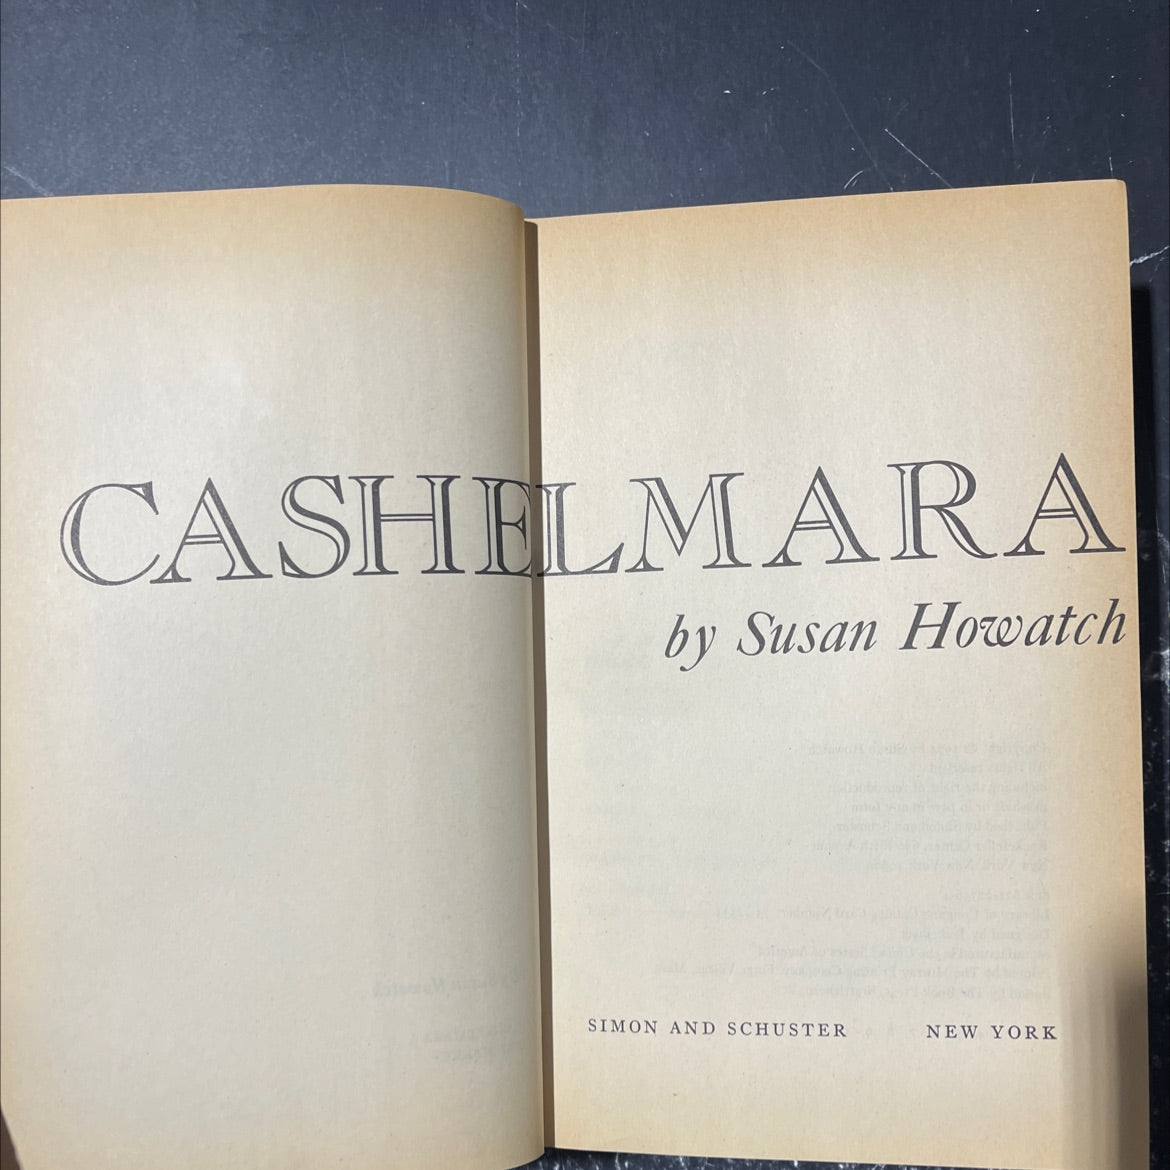 CASHELMARA
by Susan Howatch
SIMON AND SCHUSTER NEW YORK